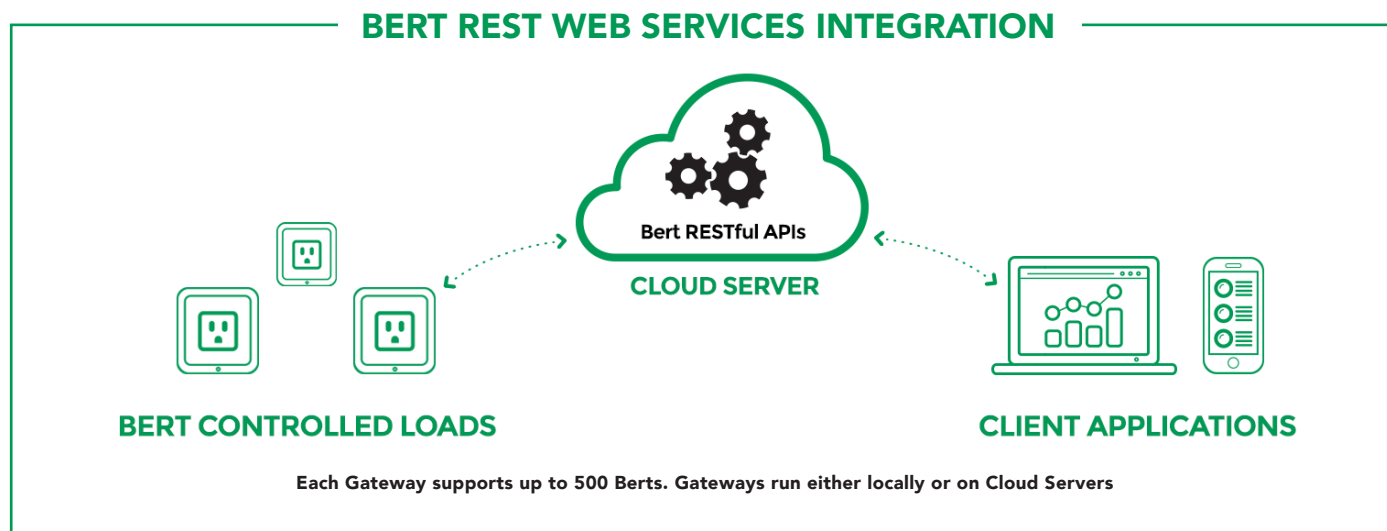 BERT REST WEB SERVICES INTEGRATION
Bert RESTful APIs
CLOUD SERVER
BERT CONTROLLED LOADS
CLIENT APPLICATIONS
Each Gateway supports up to 500 Berts. Gateways run either locally or on Cloud Servers